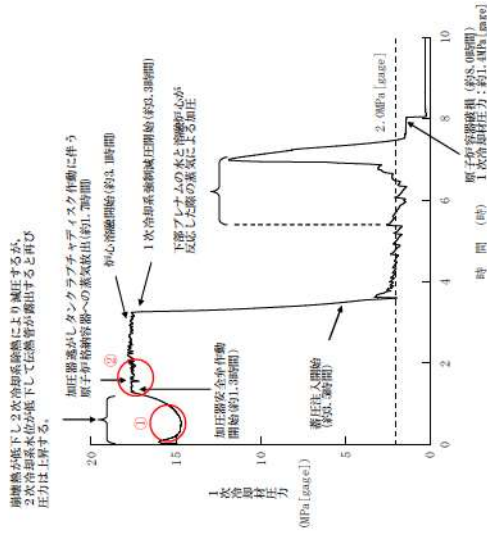 崩壊熱が低下し2次冷却系除熱により減圧するが、
2次冷却系水位が低下して伝熱管が露出すると再び
圧力は上昇する。
加圧器逃がしタンクラプチャディスク作動に伴う
原子炉格納容器への蒸気放出(約1.7時間)
炉心溶融開始(約3.1時間)
1次冷却系強制減圧開始(約3.3時間)
下部プレナムの水と溶融炉心が
反応した際の蒸気による加圧
①
②
加圧器安全弁作動
開始(約1.3時間)
蓄圧注入開始
(約3.5時間)
2.0MPa[gage]
原子炉容器破損(約8.0時間)
1次冷却材圧力:約1.4MPa[gage]
1次冷却材圧力
(MPa[gage])
20
15
10
5
0
0
2
4
6
8
10
時 間 (時)